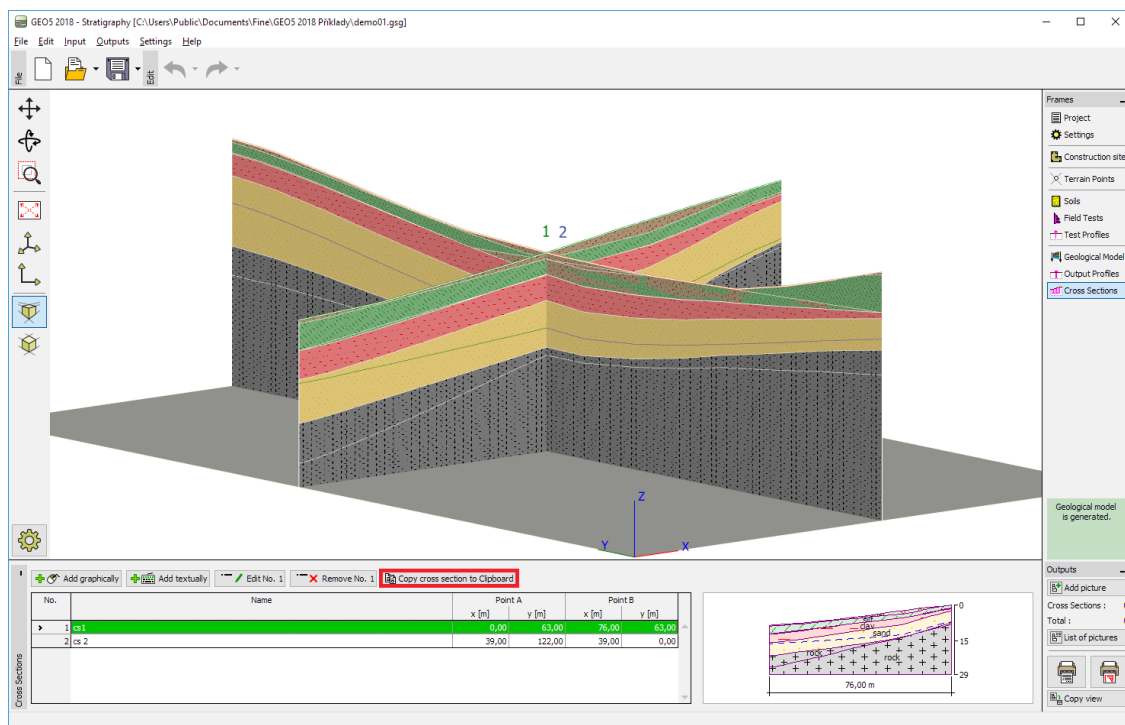 GEO5 2018 - Stratigraphy [C:\Users\Public\Documents\Fine\GEO5 2018 Příklady\demo01.gsg]
File Edit Input Outputs Settings Help
File
Edit
1 2
Z
Y
X
Frames
Project
Settings
Construction site
Terrain Points
Soils
Field Tests
Test Profiles
Geological Model
Output Profiles
Cross Sections
Geological model
is generated.
Add graphically Add textually Edit No. 1 Remove No. 1 Copy cross section to Clipboard
No. Name Point A Point B
x [m] y [m] x [m] y [m]
1 cs1 0,00 63,00 76,00 63,00
2 cs 2 39,00 122,00 39,00 0,00
Cross Sections
0
clay
sand
15
rock rock
29
76,00 m
Outputs
Add picture
Cross Sections :
Total :
List of pictures
Copy view